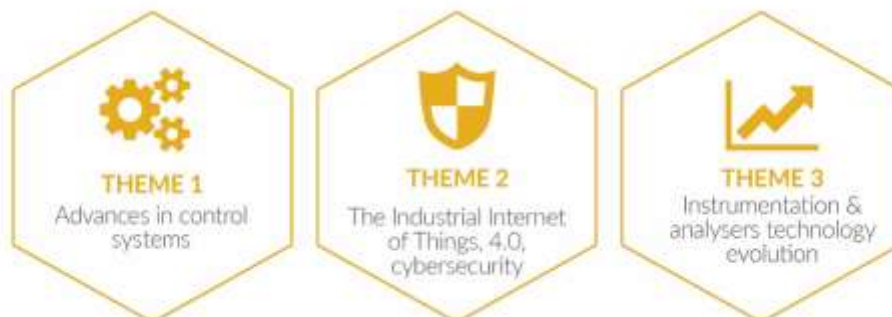 THEME 1
Advances in control
systems
THEME 2
The Industrial Internet
of Things, 4.0,
cybersecurity
THEME 3
Instrumentation &
analysers technology
evolution